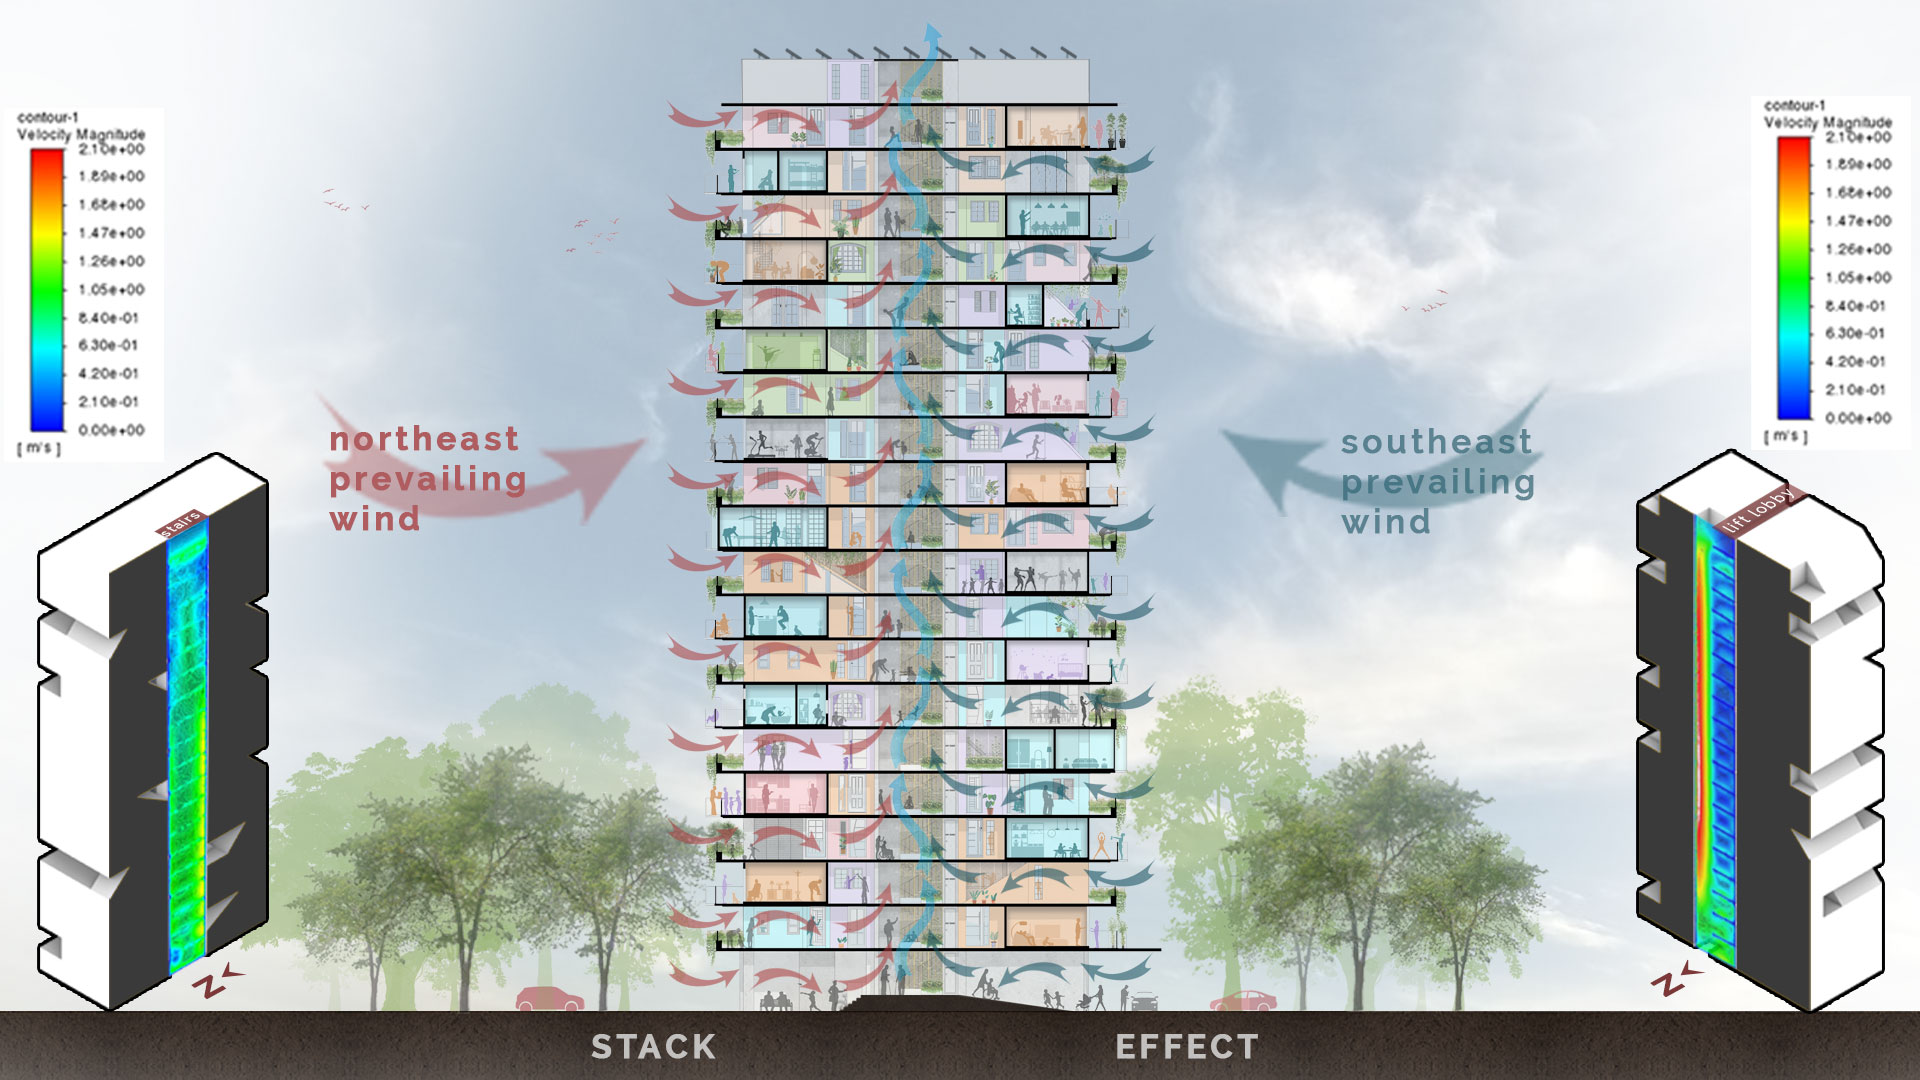 contour-1
Velocity Magnitude
2.10e+00
1.89e+00
1.68e+00
1.47e+00
1.26e+00
1.05e+00
8.40e-01
6.30e-01
4.20e-01
2.10e-01
0.00e+00
[ m/s ]
stairs
N
northeast
prevailing
wind
southeast
prevailing
wind
contour-1
Velocity Magnitude
2.10e+00
1.89e+00
1.68e+00
1.47e+00
1.26e+00
1.05e+00
8.40e-01
6.30e-01
4.20e-01
2.10e-01
0.00e+00
[ m/s ]
lift lobby
N
STACK EFFECT